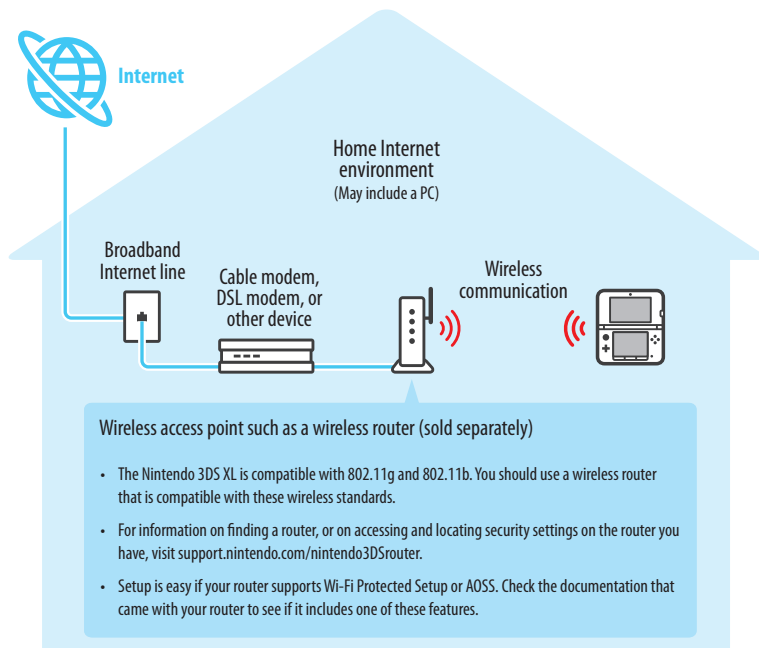 Internet
Home Internet
environment
(May include a PC)
Broadband
Internet line
Cable modem,
DSL modem, or
other device
Wireless
communication
Wireless access point such as a wireless router (sold separately)
• The Nintendo 3DS XL is compatible with 802.11g and 802.11b. You should use a wireless router
that is compatible with these wireless standards.
• For information on finding a router, or on accessing and locating security settings on the router you
have, visit support.nintendo.com/nintendo3DSrouter.
• Setup is easy if your router supports Wi-Fi Protected Setup or AOSS. Check the documentation that
came with your router to see if it includes one of these features.